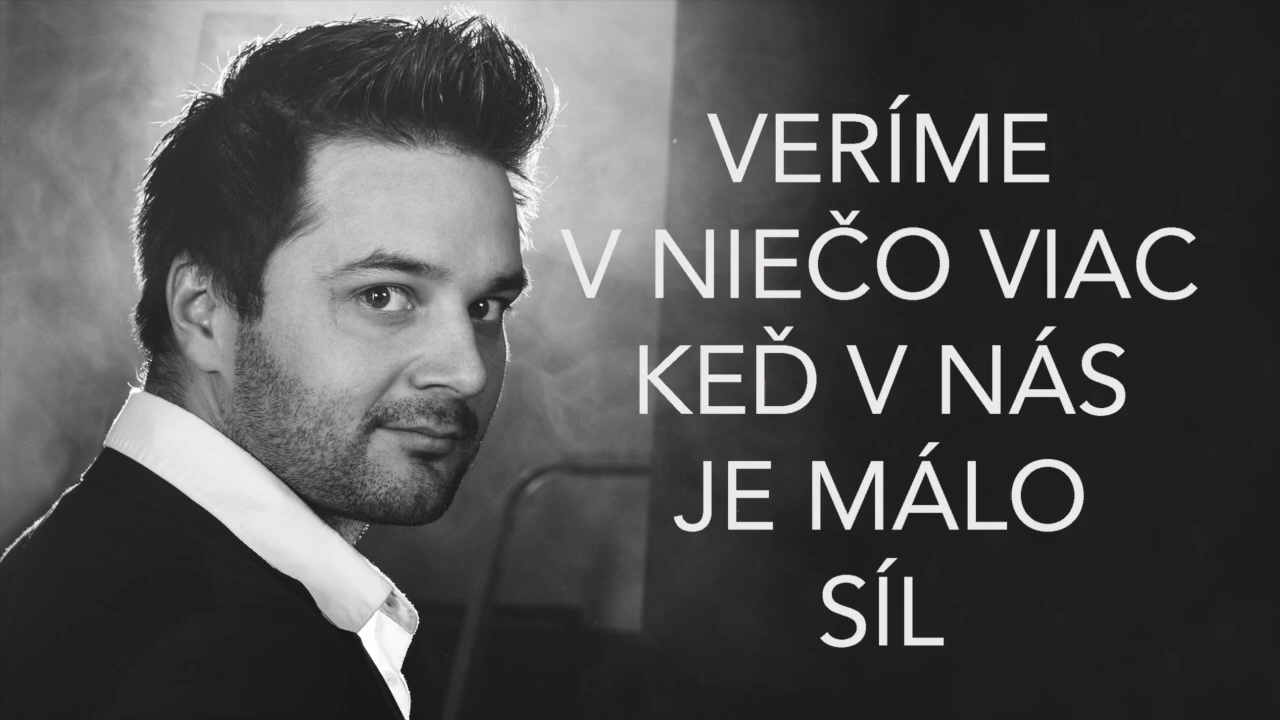 VERÍME
V NIEČO VIAC
KEĎ V NÁS
JE MÁLO
SÍL